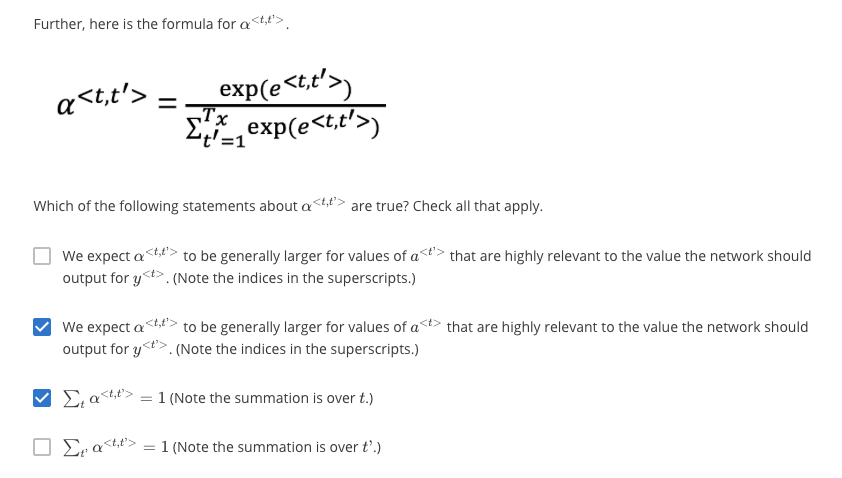 Further, here is the formula for α<t,t'>.
α<t,t'> = exp(e<t,t'>) / Σ_{t'=1}^{Tx} exp(e<t,t'>)
Which of the following statements about α<t,t'> are true? Check all that apply.
We expect α<t,t'> to be generally larger for values of a<t'> that are highly relevant to the value the network should
output for y<t>. (Note the indices in the superscripts.)
We expect α<t,t'> to be generally larger for values of a<t> that are highly relevant to the value the network should
output for y<t'>. (Note the indices in the superscripts.)
∑t α<t,t'> = 1 (Note the summation is over t.)
∑t' α<t,t'> = 1 (Note the summation is over t'.)